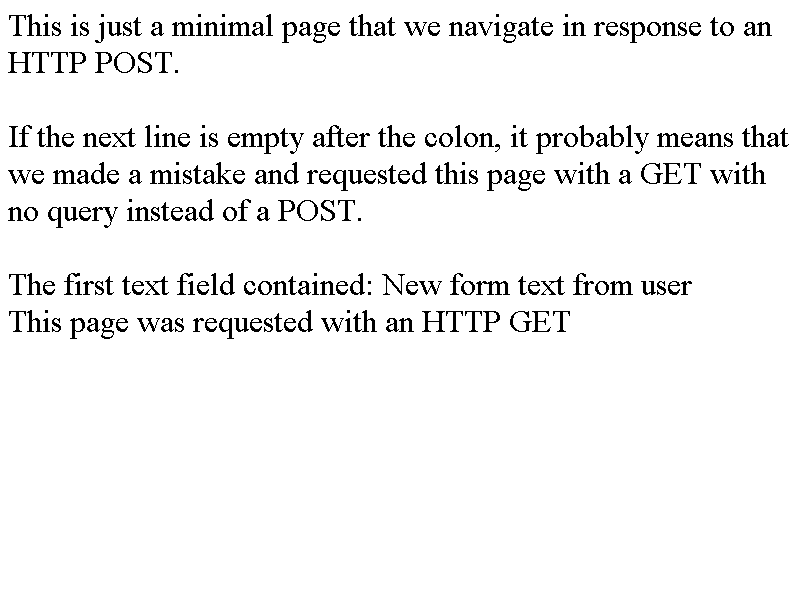 This is just a minimal page that we navigate in response to an
HTTP POST.
If the next line is empty after the colon, it probably means that
we made a mistake and requested this page with a GET with
no query instead of a POST.
The first text field contained: New form text from user
This page was requested with an HTTP GET